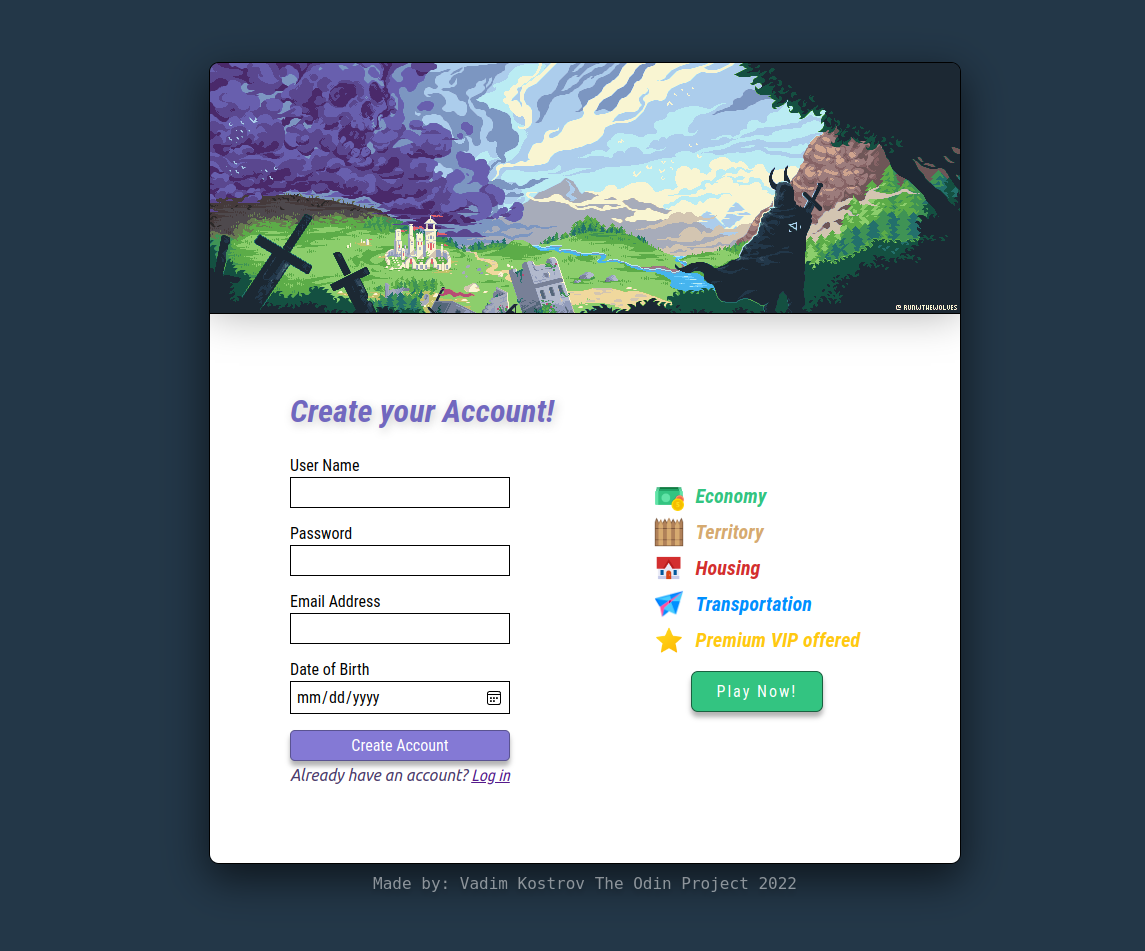 @ RUNWTHEWOLVES
Create your Account!
User Name
Password
Email Address
Date of Birth
mm/dd/yyyy
Create Account
Already have an account? Log in
Economy
Territory
Housing
Transportation
Premium VIP offered
Play Now!
Made by: Vadim Kostrov The Odin Project 2022